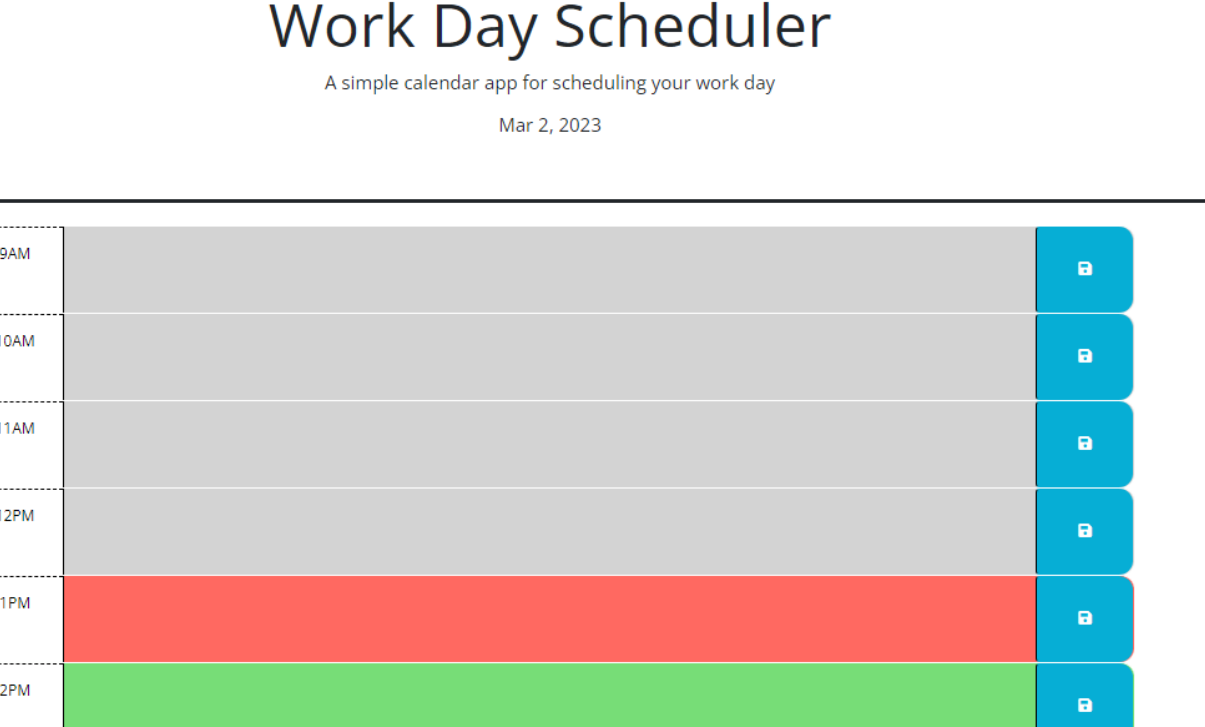 Work Day Scheduler
A simple calendar app for scheduling your work day
Mar 2, 2023
9AM
10AM
11AM
12PM
1PM
2PM